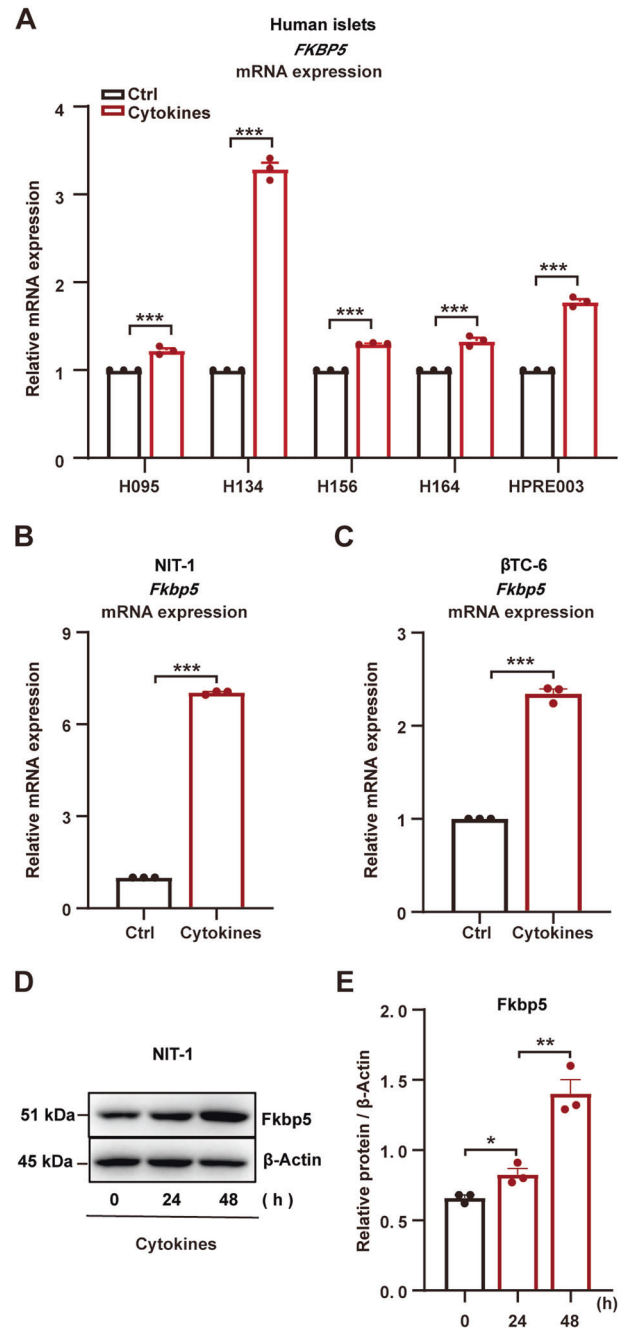 A
Human islets
FKBP5
mRNA expression
Ctrl
Cytokines
Relative mRNA expression
4
3
2
1
0
***
***
***
***
***
H095 H134 H156 H164 HPRE003
B
NIT-1
Fkbp5
mRNA expression
Relative mRNA expression
9
6
3
0
***
Ctrl Cytokines
C
βTC-6
Fkbp5
mRNA expression
Relative mRNA expression
3
2
1
0
***
Ctrl Cytokines
D
NIT-1
51 kDa Fkbp5
45 kDa β-Actin
0 24 48 ( h )
Cytokines
E
Fkbp5
Relative protein / β-Actin
2. 0
1. 5
1. 0
0. 5
0. 0
*
**
0 24 48 (h)